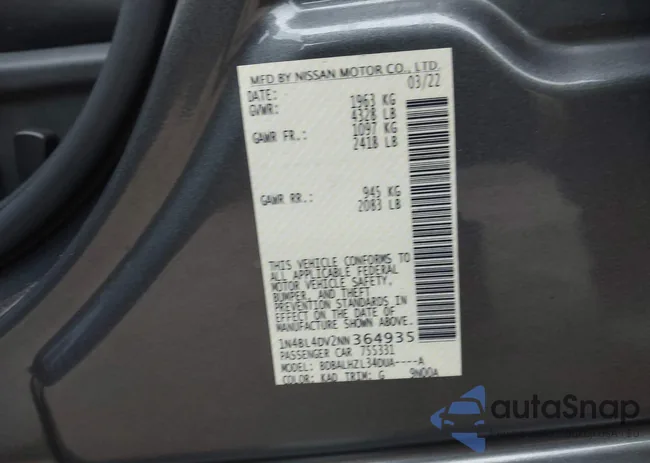 MFD BY NISSAN MOTOR CO., LTD.
DATE: 03/22
GVWR: 1963 KG
4328 LB
GAWR FR.: 1097 KG
2418 LB
GAWR RR.: 945 KG
2083 LB
THIS VEHICLE CONFORMS TO
ALL APPLICABLE FEDERAL
MOTOR VEHICLE SAFETY,
BUMPER, AND THEFT
PREVENTION STANDARDS IN
EFFECT ON THE DATE OF
MANUFACTURE SHOWN ABOVE.
1N4BL4DV2NN364935
PASSENGER CAR 755331
MODEL: BDBALHZL34DUA----A
COLOR: KAD TRIM: G 9N00A
autaSnap